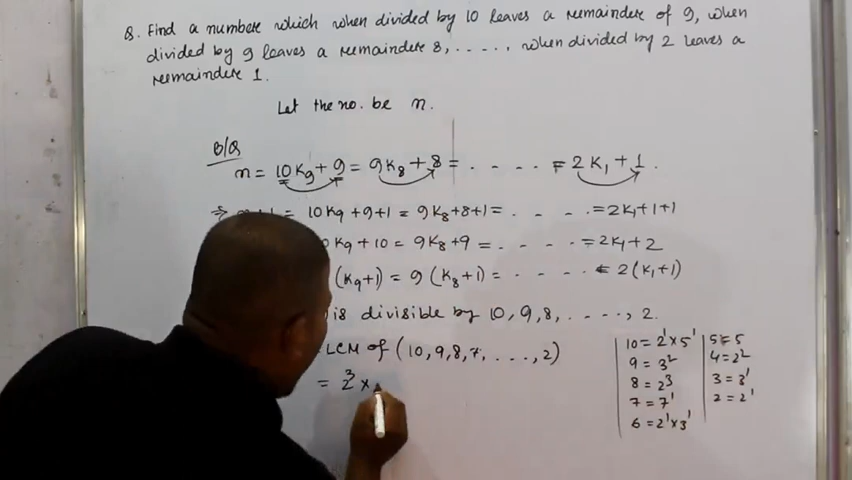 8. Find a number which when divided by 10 leaves a remainder of 9, when
divided by 9 leaves a remainder 8, ....., when divided by 2 leaves a
remainder 1.
Let the no. be n.
n = 10K₉ + 9 = 9K₈ + 8 = . . . . = 2K₁ + 1.
= 10K₉ + 9 + 1 = 9K₈ + 8 + 1 = . . . . = 2K₁ + 1 + 1
K₉ + 10 = 9K₈ + 9 = . . . . = 2K₁ + 2
(K₉+1) = 9 (K₈+1) = . . . . = 2 (K₁+1)
is divisible by 10, 9, 8, . . . ., 2.
LCM of (10, 9, 8, 7, . . . , 2)
= 2³ ×
10 = 2¹ × 5¹
9 = 3²
8 = 2³
7 = 7¹
6 = 2¹ × 3¹
5 = 5
4 = 2²
3 = 3¹
2 = 2¹